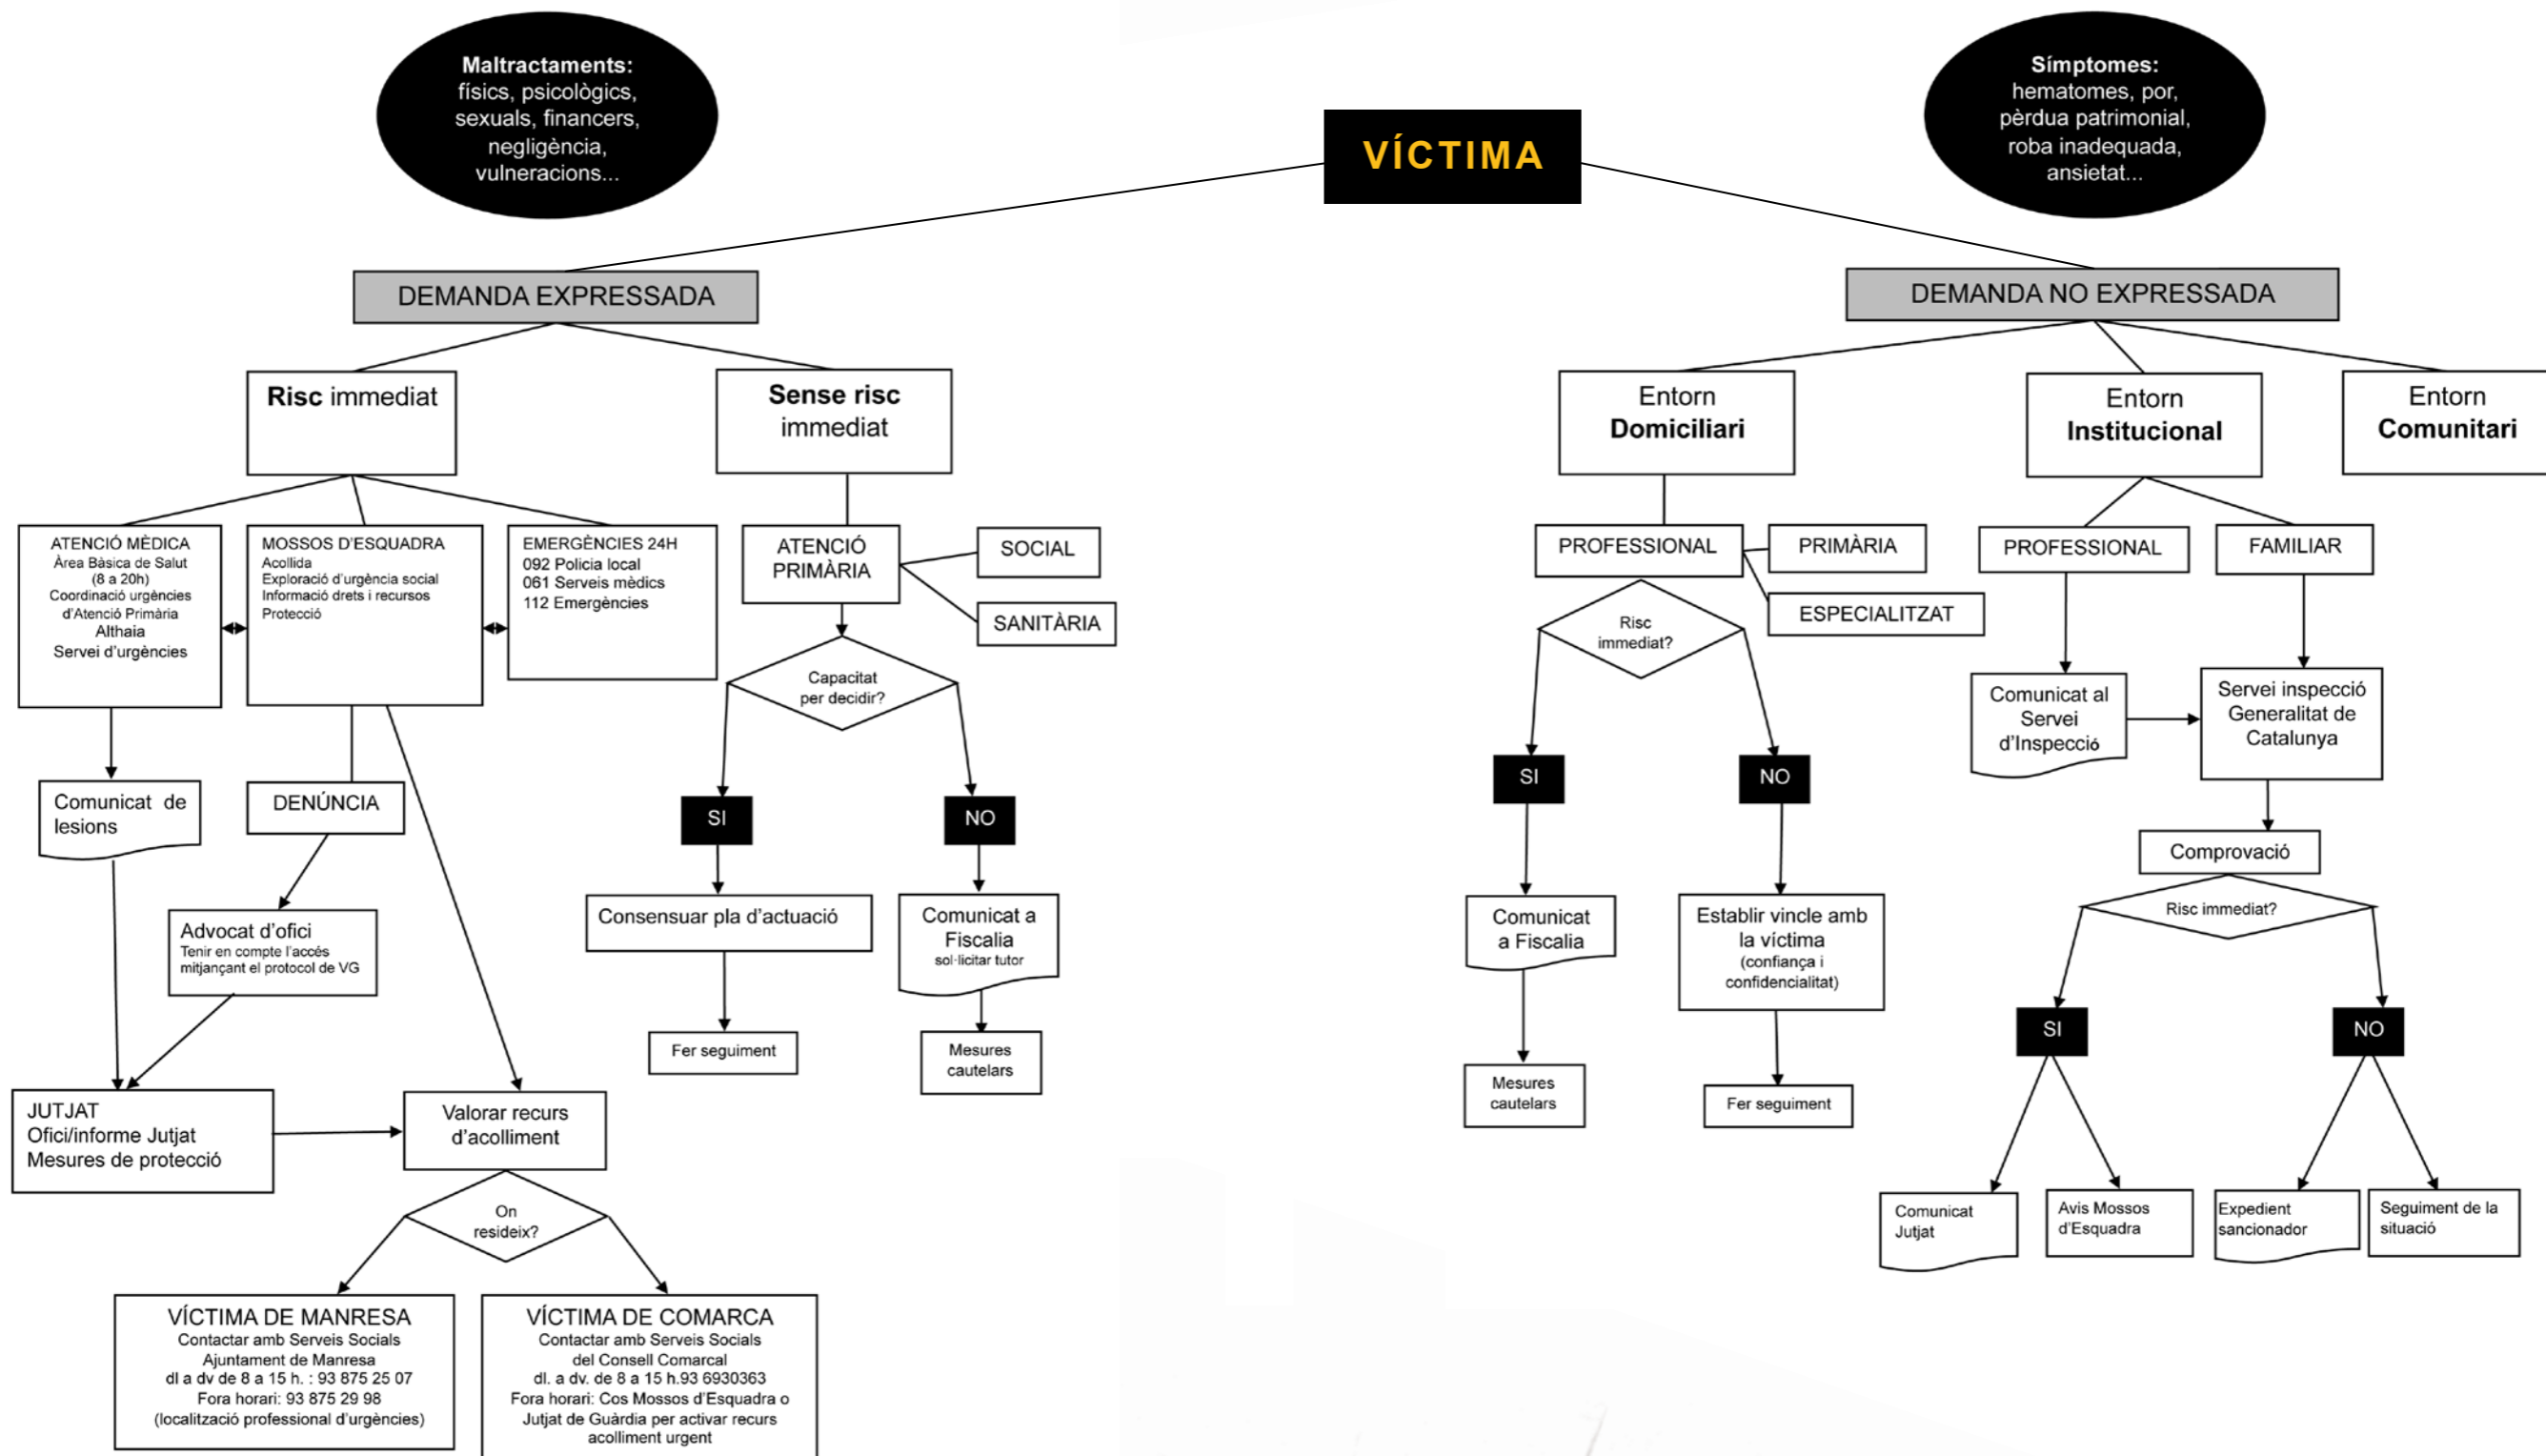 Maltractaments:
físics, psicològics,
sexuals, financers,
negligència,
vulneracions...
VÍCTIMA
Símptomes:
hematomes, por,
pèrdua patrimonial,
roba inadequada,
ansietat...
DEMANDA EXPRESSADA
DEMANDA NO EXPRESSADA
Risc immediat
Sense risc
immediat
Entorn
Domiciliari
Entorn
Institucional
Entorn
Comunitari
ATENCIÓ MÈDICA
Àrea Bàsica de Salut
(8 a 20h)
Coordinació urgències
d'Atenció Primària
Althaia
Servei d'urgències
MOSSOS D'ESQUADRA
Acollida
Exploració d'urgència social
Informació drets i recursos
Protecció
EMERGÈNCIES 24H
092 Policia local
061 Serveis mèdics
112 Emergències
ATENCIÓ
PRIMÀRIA
SOCIAL
SANITÀRIA
PROFESSIONAL
PRIMÀRIA
ESPECIALITZAT
PROFESSIONAL
FAMILIAR
Capacitat
per decidir?
Risc
immediat?
Comunicat al
Servei
d'Inspecció
Servei inspecció
Generalitat de
Catalunya
Comunicat de
lesions
DENÚNCIA
SI
NO
SI
NO
Comprovació
Risc immediat?
Advocat d'ofici
Tenir en compte l'accés
mitjançant el protocol de VG
Consensuar pla d'actuació
Comunicat a
Fiscalia
sol·licitar tutor
Comunicat
a Fiscalia
Establir vincle amb
la víctima
(confiança i
confidencialitat)
SI
NO
Fer seguiment
Mesures
cautelars
Mesures
cautelars
Fer seguiment
JUTJAT
Ofici/informe Jutjat
Mesures de protecció
Valorar recurs
d'acolliment
On
resideix?
Comunicat
Jutjat
Avis Mossos
d'Esquadra
Expedient
sancionador
Seguiment de la
situació
VÍCTIMA DE MANRESA
Contactar amb Serveis Socials
Ajuntament de Manresa
dl a dv de 8 a 15 h. : 93 875 25 07
Fora horari: 93 875 29 98
(localització professional d'urgències)
VÍCTIMA DE COMARCA
Contactar amb Serveis Socials
del Consell Comarcal
dl. a dv. de 8 a 15 h.93 6930363
Fora horari: Cos Mossos d'Esquadra o
Jutjat de Guàrdia per activar recurs
acolliment urgent